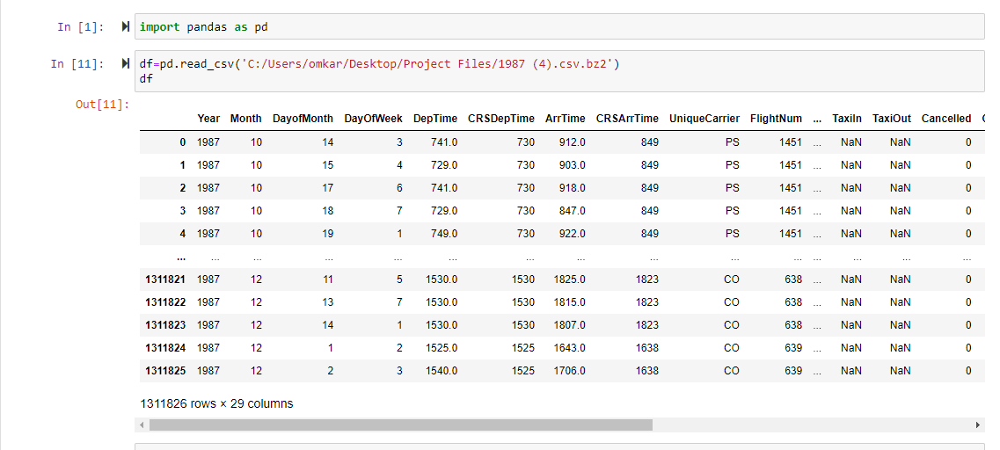 In [1]: import pandas as pd
In [11]: df=pd.read_csv('C:/Users/omkar/Desktop/Project Files/1987 (4).csv.bz2')
df
Out[11]:
Year Month DayofMonth DayOfWeek DepTime CRSDepTime ArrTime CRSArrTime UniqueCarrier FlightNum ... TaxiIn TaxiOut Cancelled
0 1987 10 14 3 741.0 730 912.0 849 PS 1451 ... NaN NaN 0
1 1987 10 15 4 729.0 730 903.0 849 PS 1451 ... NaN NaN 0
2 1987 10 17 6 741.0 730 918.0 849 PS 1451 ... NaN NaN 0
3 1987 10 18 7 729.0 730 847.0 849 PS 1451 ... NaN NaN 0
4 1987 10 19 1 749.0 730 922.0 849 PS 1451 ... NaN NaN 0
... ... ... ... ... ... ... ... ... ... ... ... ... ... ...
1311821 1987 12 11 5 1530.0 1530 1825.0 1823 CO 638 ... NaN NaN 0
1311822 1987 12 13 7 1530.0 1530 1815.0 1823 CO 638 ... NaN NaN 0
1311823 1987 12 14 1 1530.0 1530 1807.0 1823 CO 638 ... NaN NaN 0
1311824 1987 12 1 2 1525.0 1525 1643.0 1638 CO 639 ... NaN NaN 0
1311825 1987 12 2 3 1540.0 1525 1706.0 1638 CO 639 ... NaN NaN 0
1311826 rows × 29 columns